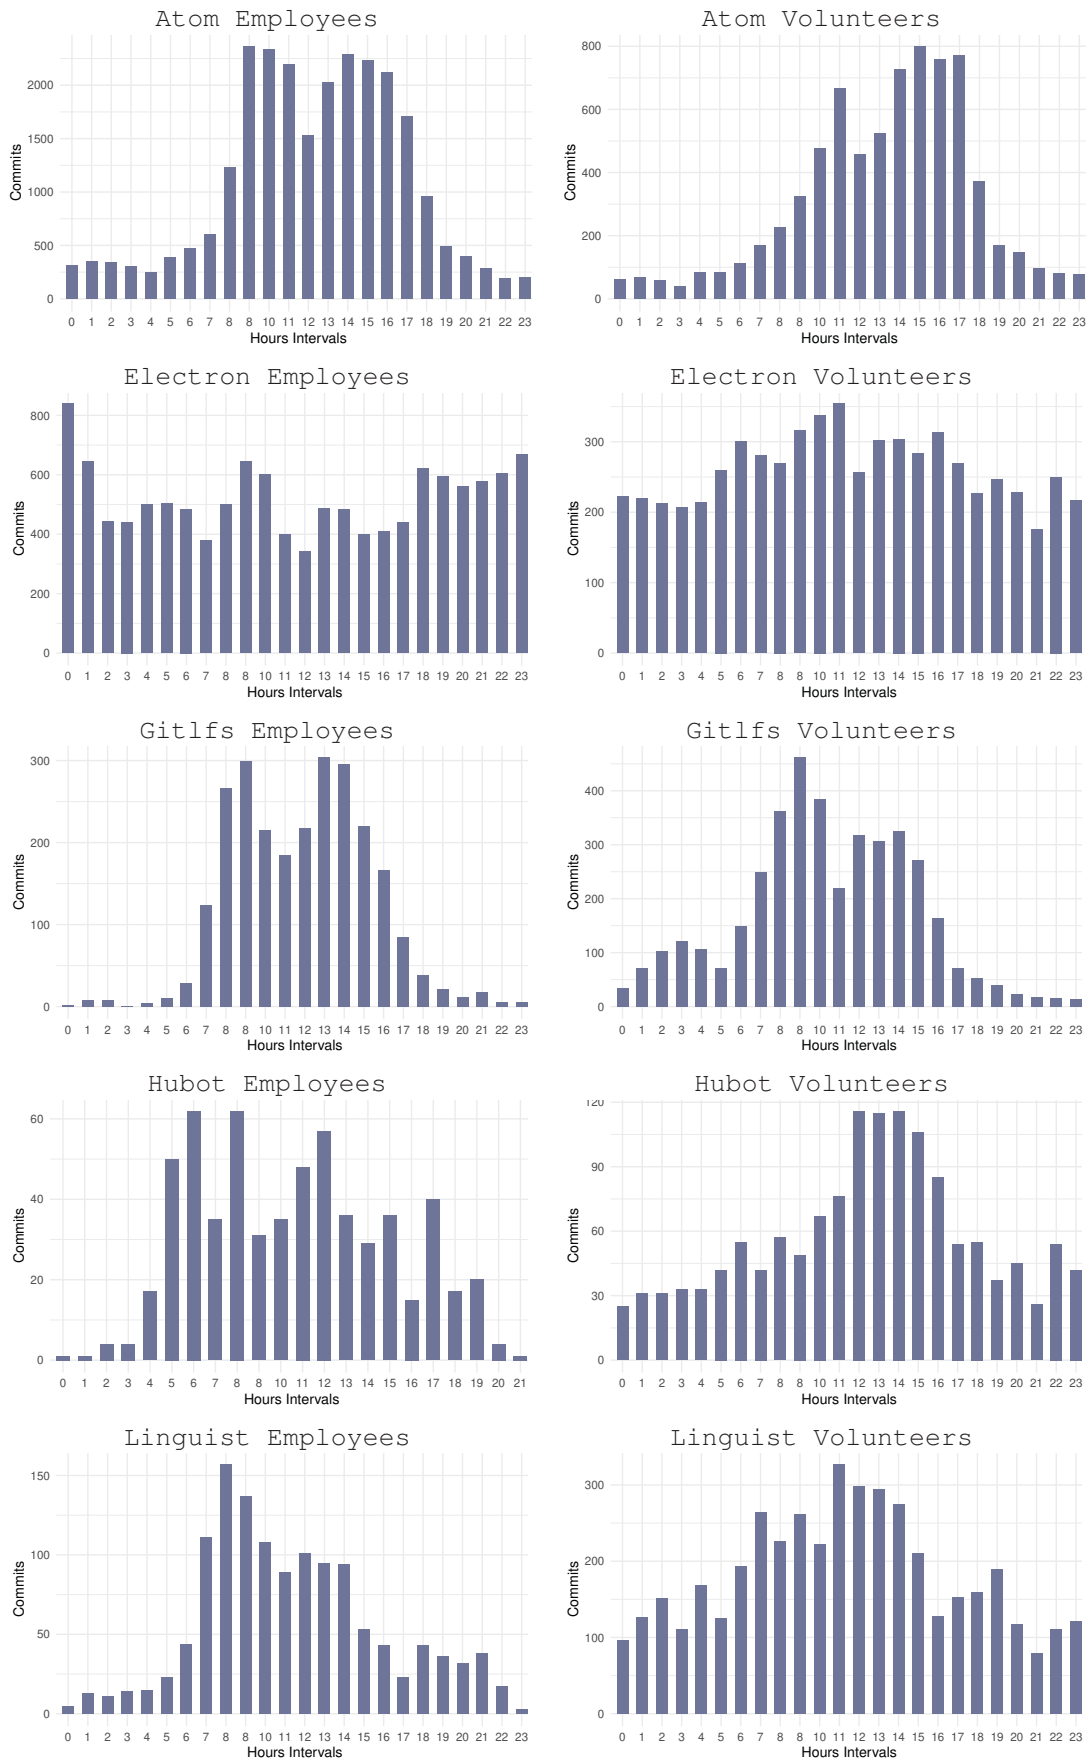 Atom Employees
Commits
2000
1500
1000
500
0
0 1 2 3 4 5 6 7 8 9 10 11 12 13 14 15 16 17 18 19 20 21 22 23
Hours Intervals
Atom Volunteers
Commits
800
600
400
200
0
0 1 2 3 4 5 6 7 8 9 10 11 12 13 14 15 16 17 18 19 20 21 22 23
Hours Intervals
Electron Employees
Commits
800
600
400
200
0
0 1 2 3 4 5 6 7 8 9 10 11 12 13 14 15 16 17 18 19 20 21 22 23
Hours Intervals
Electron Volunteers
Commits
300
200
100
0
0 1 2 3 4 5 6 7 8 9 10 11 12 13 14 15 16 17 18 19 20 21 22 23
Hours Intervals
Gitlfs Employees
Commits
300
200
100
0
0 1 2 3 4 5 6 7 8 9 10 11 12 13 14 15 16 17 18 19 20 21 22 23
Hours Intervals
Gitlfs Volunteers
Commits
400
300
200
100
0
0 1 2 3 4 5 6 7 8 9 10 11 12 13 14 15 16 17 18 19 20 21 22 23
Hours Intervals
Hubot Employees
Commits
60
40
20
0
0 1 2 3 4 5 6 7 8 9 10 11 12 13 14 15 16 17 18 19 20 21
Hours Intervals
Hubot Volunteers
Commits
120
90
60
30
0
0 1 2 3 4 5 6 7 8 9 10 11 12 13 14 15 16 17 18 19 20 21 22 23
Hours Intervals
Linguist Employees
Commits
150
100
50
0
0 1 2 3 4 5 6 7 8 9 10 11 12 13 14 15 16 17 18 19 20 21 22 23
Hours Intervals
Linguist Volunteers
Commits
300
200
100
0
0 1 2 3 4 5 6 7 8 9 10 11 12 13 14 15 16 17 18 19 20 21 22 23
Hours Intervals